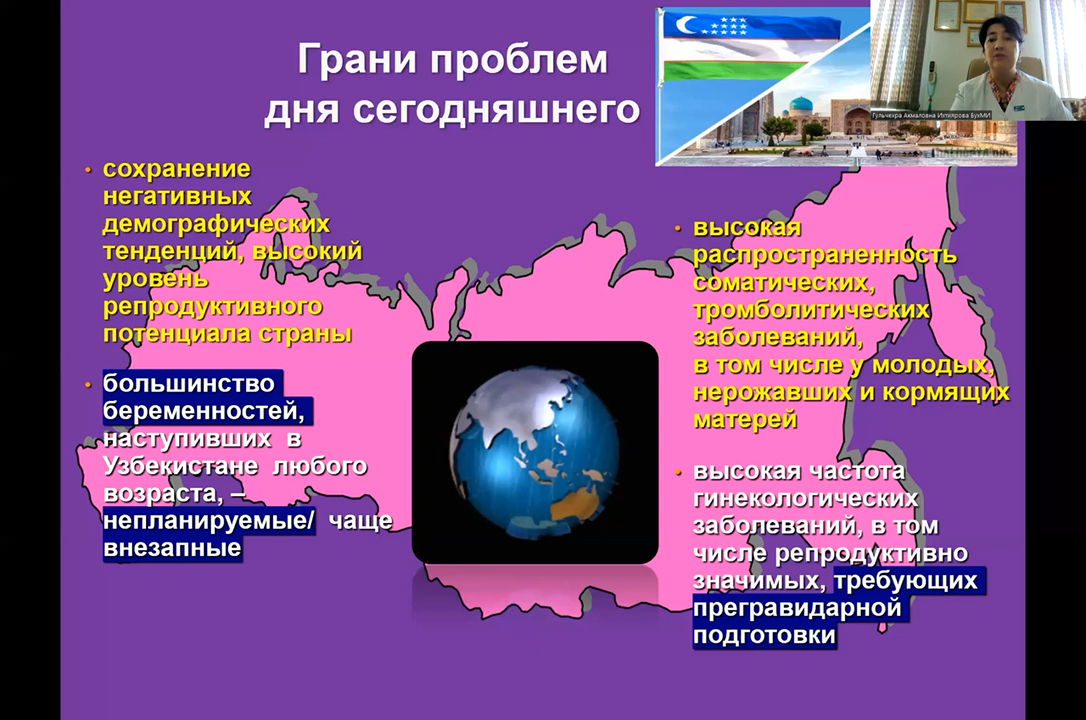 Грани проблем
дня сегодняшнего
Гульчехра Акмаловна Ихтиярова БухМИ
• сохранение
негативных
демографических
тенденций, высокий
уровень
репродуктивного
потенциала страны
• большинство
беременностей,
наступивших в
Узбекистане любого
возраста, –
непланируемые/ чаще
внезапные
• высокая
распространенность
соматических,
тромболитических
заболеваний,
в том числе у молодых,
нерожавших и кормящих
матерей
• высокая частота
гинекологических
заболеваний, в том
числе репродуктивно
значимых, требующих
прегравидарной
подготовки